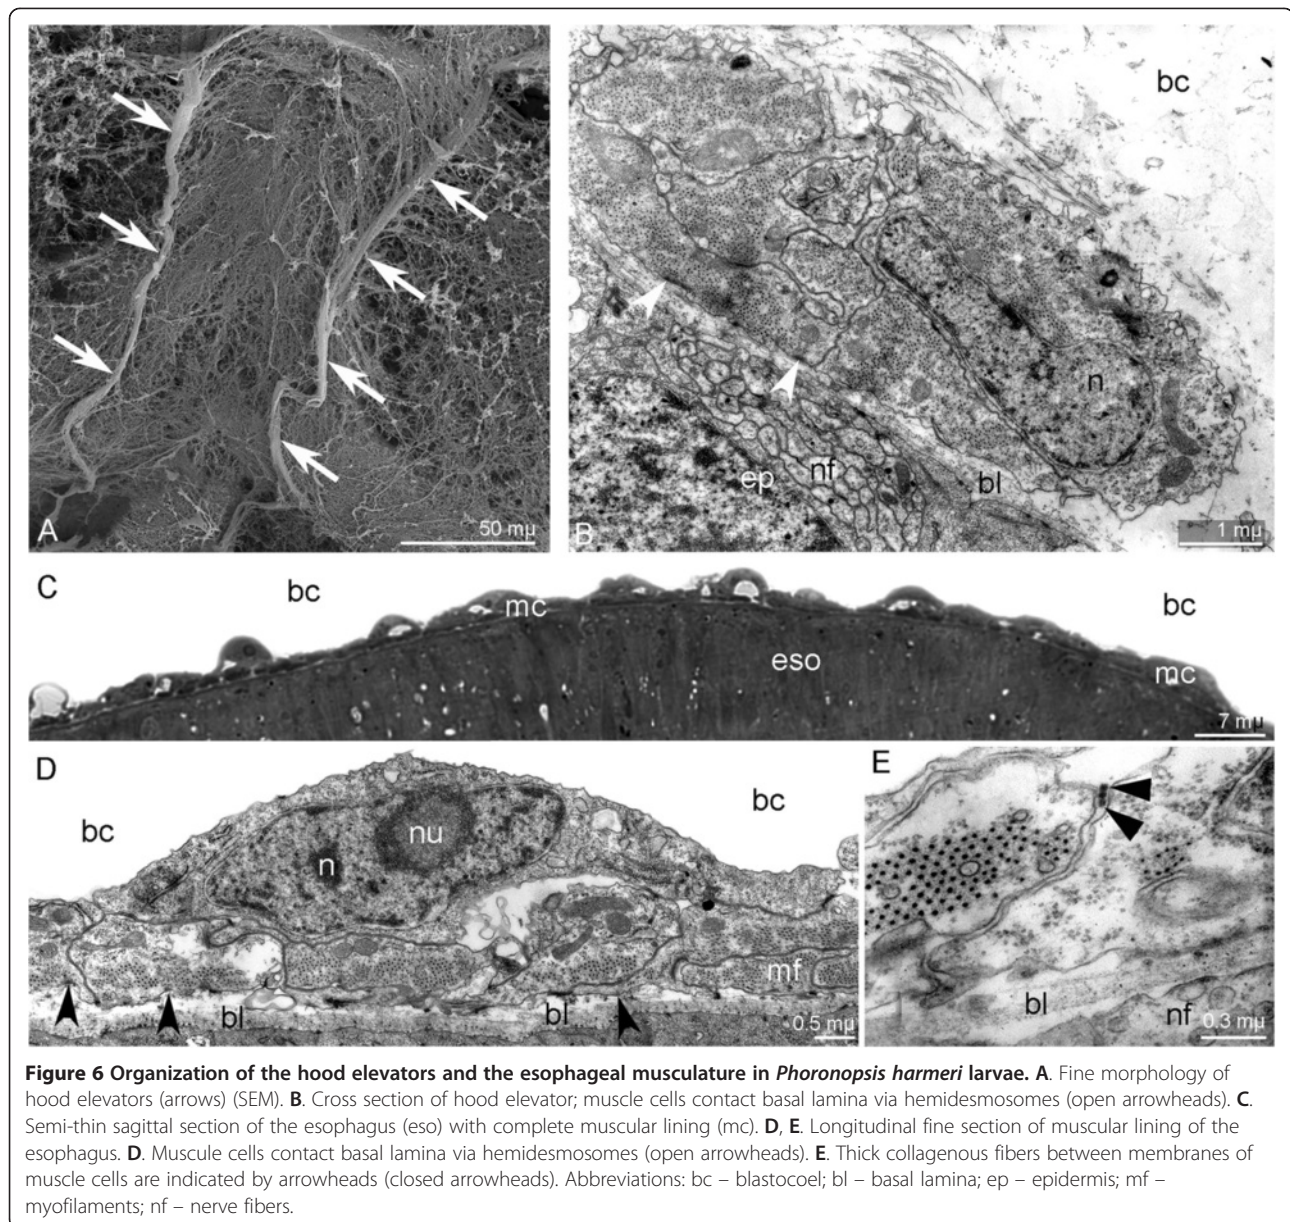 A
50 mμ
bc
n
nf
ep
bl
B
1 mμ
C
bc
mc
bc
eso
mc
7 mμ
D
bc
bc
nu
n
mf
bl
bl
0.5 mμ
E
bl
nf
0.3 mμ
Figure 6 Organization of the hood elevators and the esophageal musculature in Phoronopsis harmeri larvae. A. Fine morphology of
hood elevators (arrows) (SEM). B. Cross section of hood elevator; muscle cells contact basal lamina via hemidesmosomes (open arrowheads). C.
Semi-thin sagittal section of the esophagus (eso) with complete muscular lining (mc). D, E. Longitudinal fine section of muscular lining of the
esophagus. D. Muscule cells contact basal lamina via hemidesmosomes (open arrowheads). E. Thick collagenous fibers between membranes of
muscle cells are indicated by arrowheads (closed arrowheads). Abbreviations: bc – blastocoel; bl – basal lamina; ep – epidermis; mf –
myofilaments; nf – nerve fibers.